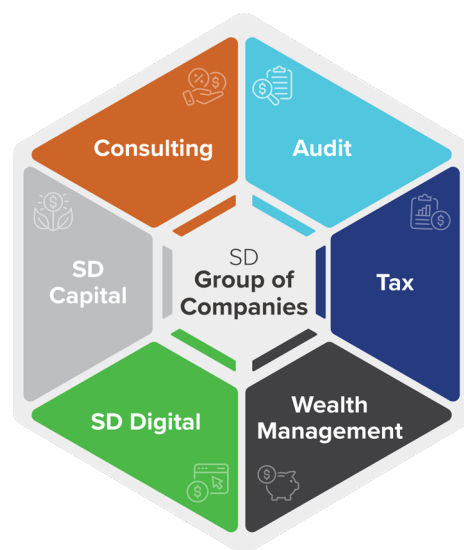 Consulting
Audit
SD
Capital
SD
Group of
Companies
Tax
SD Digital
Wealth
Management